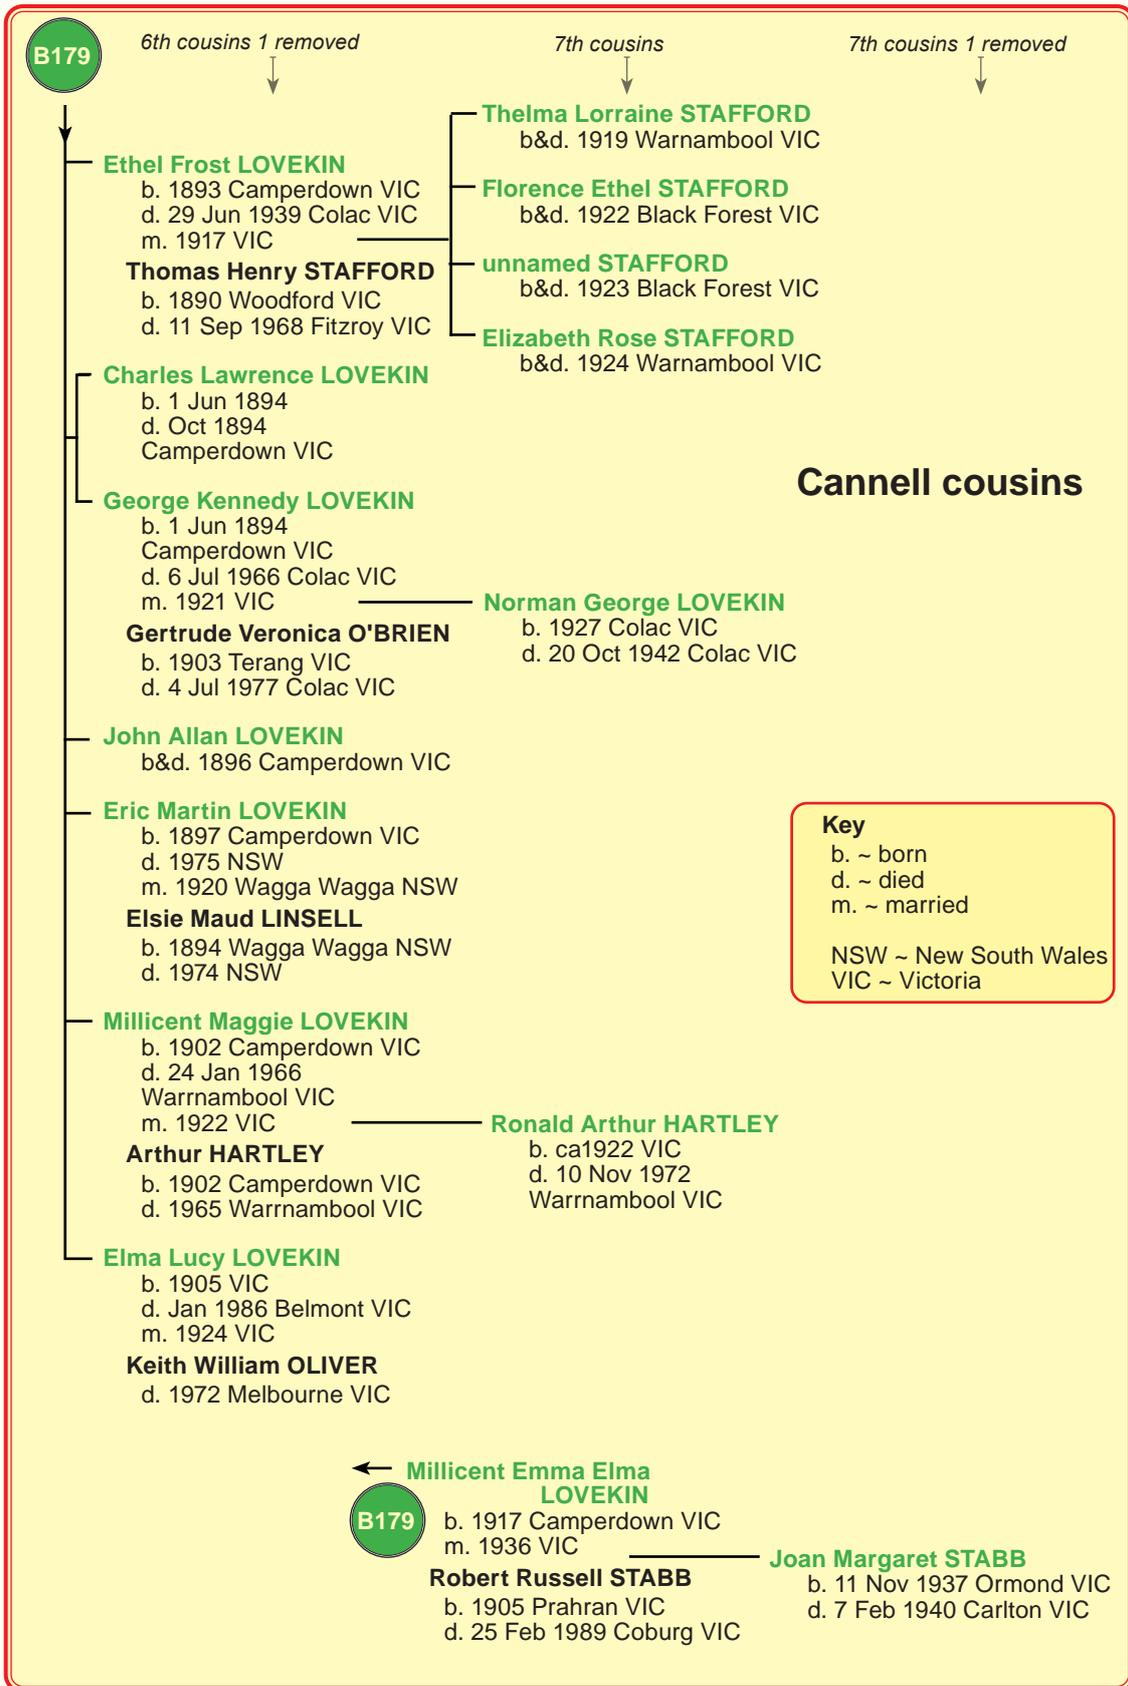 B179
6th cousins 1 removed
7th cousins
7th cousins 1 removed
Ethel Frost LOVEKIN
b. 1893 Camperdown VIC
d. 29 Jun 1939 Colac VIC
m. 1917 VIC
Thomas Henry STAFFORD
b. 1890 Woodford VIC
d. 11 Sep 1968 Fitzroy VIC
Thelma Lorraine STAFFORD
b&d. 1919 Warnambool VIC
Florence Ethel STAFFORD
b&d. 1922 Black Forest VIC
unnamed STAFFORD
b&d. 1923 Black Forest VIC
Elizabeth Rose STAFFORD
b&d. 1924 Warnambool VIC
Charles Lawrence LOVEKIN
b. 1 Jun 1894
d. Oct 1894
Camperdown VIC
Cannell cousins
George Kennedy LOVEKIN
b. 1 Jun 1894
Camperdown VIC
d. 6 Jul 1966 Colac VIC
m. 1921 VIC
Gertrude Veronica O'BRIEN
b. 1903 Terang VIC
d. 4 Jul 1977 Colac VIC
Norman George LOVEKIN
b. 1927 Colac VIC
d. 20 Oct 1942 Colac VIC
John Allan LOVEKIN
b&d. 1896 Camperdown VIC
Eric Martin LOVEKIN
b. 1897 Camperdown VIC
d. 1975 NSW
m. 1920 Wagga Wagga NSW
Elsie Maud LINSELL
b. 1894 Wagga Wagga NSW
d. 1974 NSW
Key
b. ~ born
d. ~ died
m. ~ married
NSW ~ New South Wales
VIC ~ Victoria
Millicent Maggie LOVEKIN
b. 1902 Camperdown VIC
d. 24 Jan 1966
Warrnambool VIC
m. 1922 VIC
Arthur HARTLEY
b. 1902 Camperdown VIC
d. 1965 Warrnambool VIC
Ronald Arthur HARTLEY
b. ca1922 VIC
d. 10 Nov 1972
Warrnambool VIC
Elma Lucy LOVEKIN
b. 1905 VIC
d. Jan 1986 Belmont VIC
m. 1924 VIC
Keith William OLIVER
d. 1972 Melbourne VIC
Millicent Emma Elma
LOVEKIN
B179
b. 1917 Camperdown VIC
m. 1936 VIC
Robert Russell STABB
b. 1905 Prahran VIC
d. 25 Feb 1989 Coburg VIC
Joan Margaret STABB
b. 11 Nov 1937 Ormond VIC
d. 7 Feb 1940 Carlton VIC